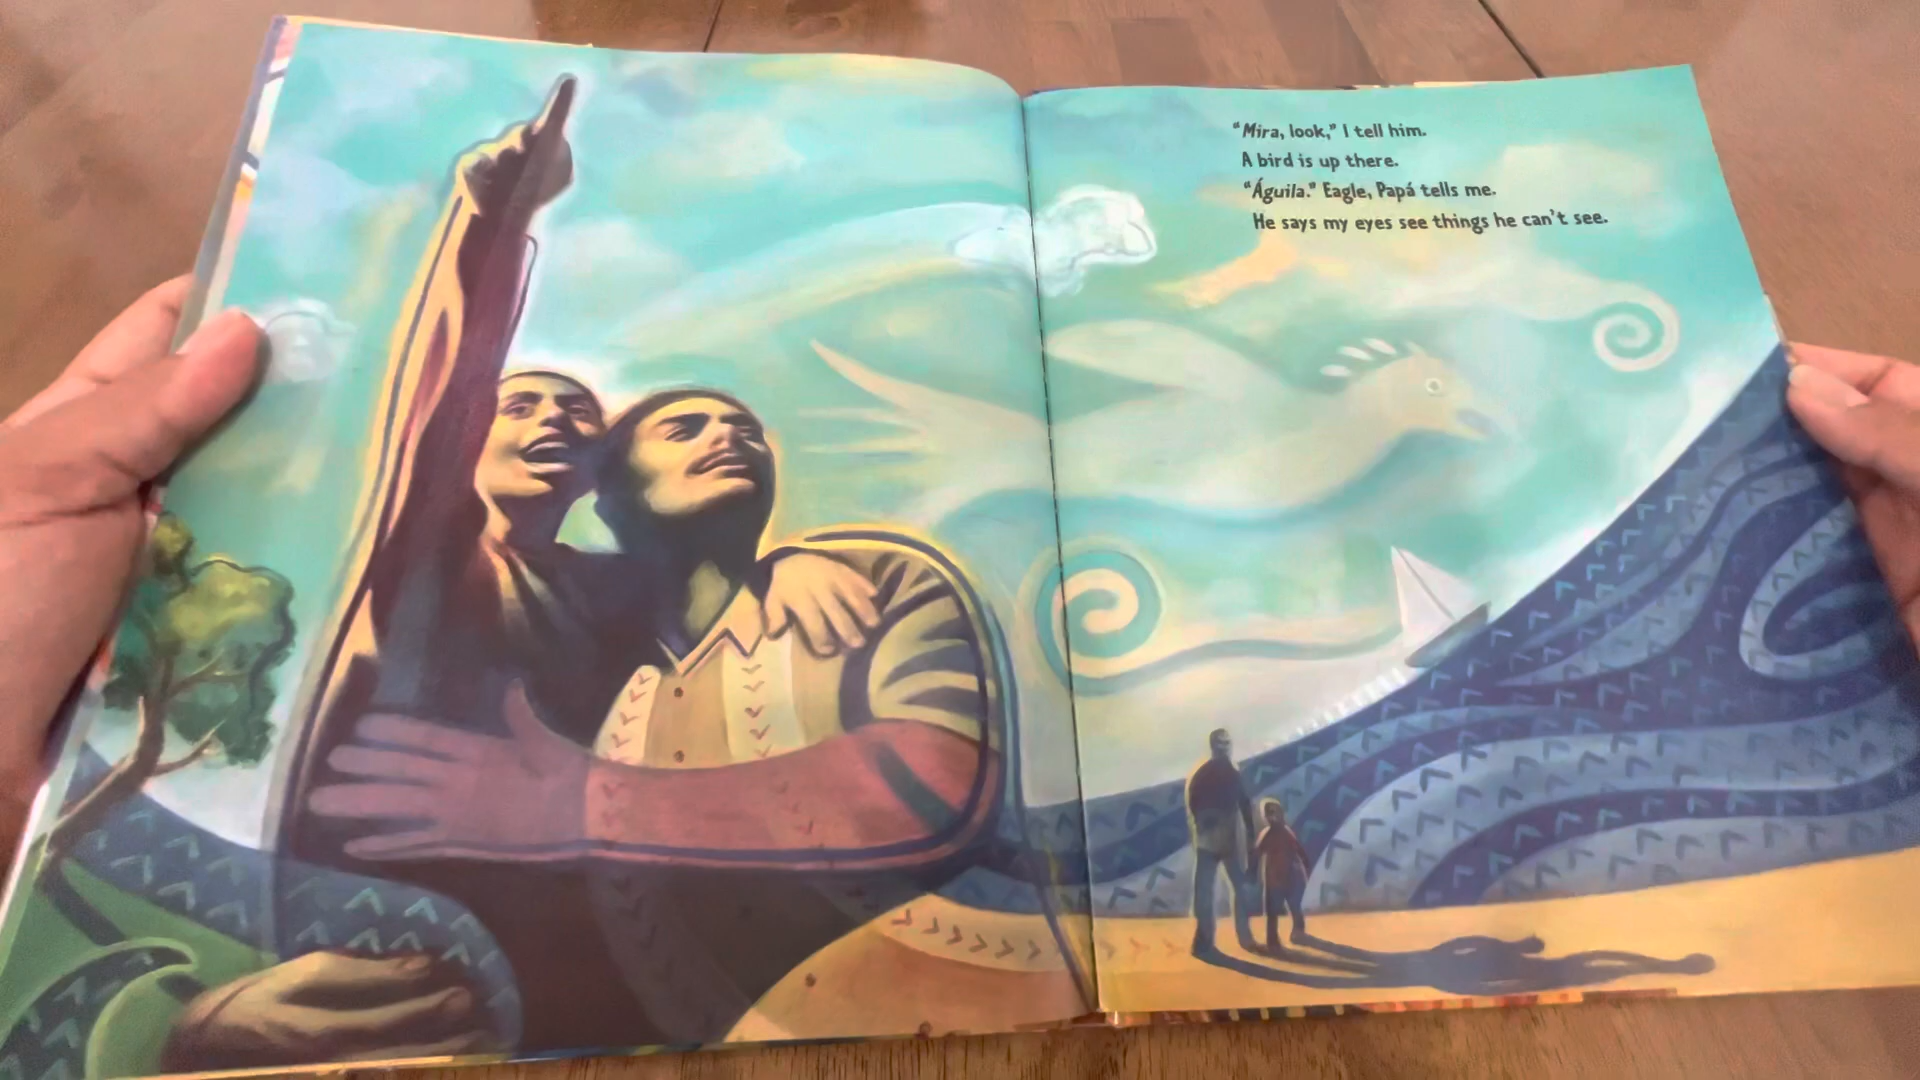 “Mira, look,” I tell him.
A bird is up there.
“Águila.” Eagle, Papá tells me.
He says my eyes see things he can’t see.